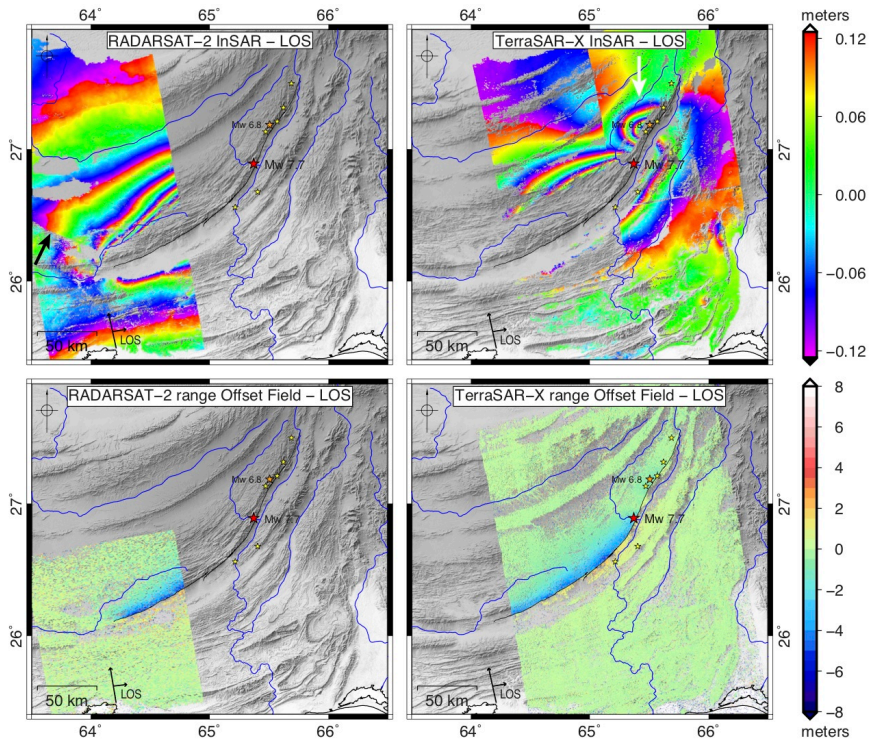 meters
RADARSAT-2 InSAR - LOS
TerraSAR-X InSAR - LOS
0.12
0.06
0.00
-0.06
-0.12
27°
26°
Mw 6.8
Mw 7.7
Mw 6.8
Mw 7.7
50 km
LOS
50 km
LOS
64°
65°
66°
64°
65°
66°
RADARSAT-2 range Offset Field - LOS
TerraSAR-X range Offset Field - LOS
8
6
4
2
0
-2
-4
-6
-8
27°
26°
Mw 6.8
Mw 7.7
Mw 6.8
Mw 7.7
50 km
LOS
50 km
LOS
64°
65°
66°
64°
65°
66°
meters